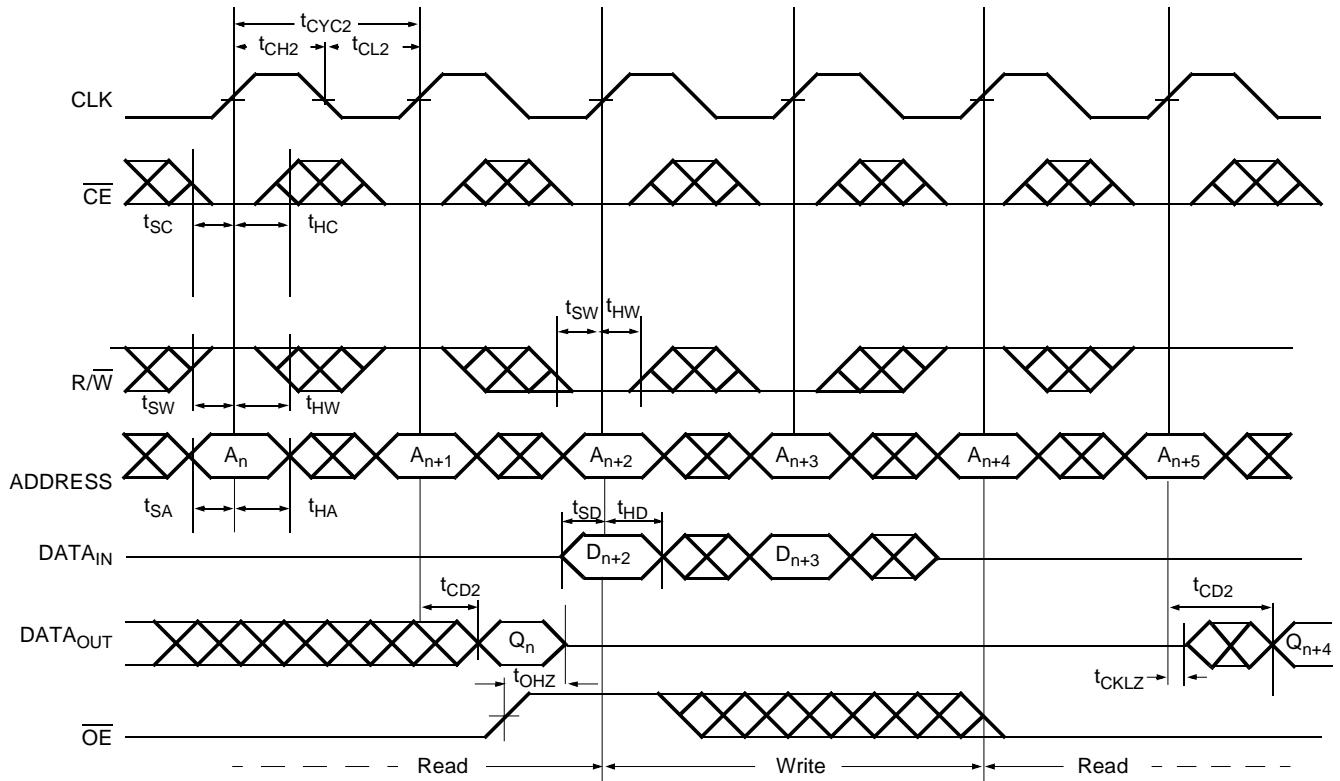 tCYC2
tCH2 tCL2
CLK
CE
tSC tHC
tSW tHW
R/W
tSW tHW
An An+1 An+2 An+3 An+4 An+5
ADDRESS
tSA tHA
tSD tHD
DATAIN Dn+2 Dn+3
tCD2 tCD2
DATAOUT Qn Qn+4
tOHZ tCKLZ
OE
Read Write Read